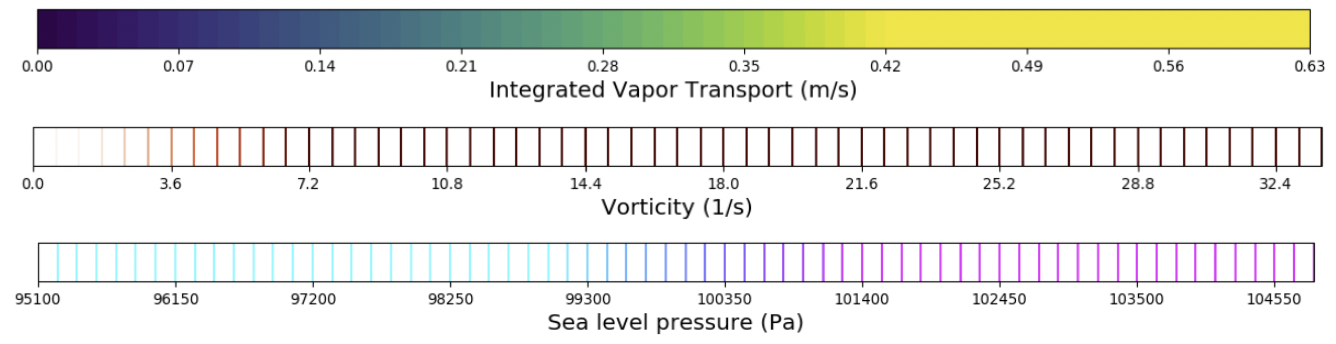 0.00 0.07 0.14 0.21 0.28 0.35 0.42 0.49 0.56 0.63
Integrated Vapor Transport (m/s)
0.0 3.6 7.2 10.8 14.4 18.0 21.6 25.2 28.8 32.4
Vorticity (1/s)
95100 96150 97200 98250 99300 100350 101400 102450 103500 104550
Sea level pressure (Pa)